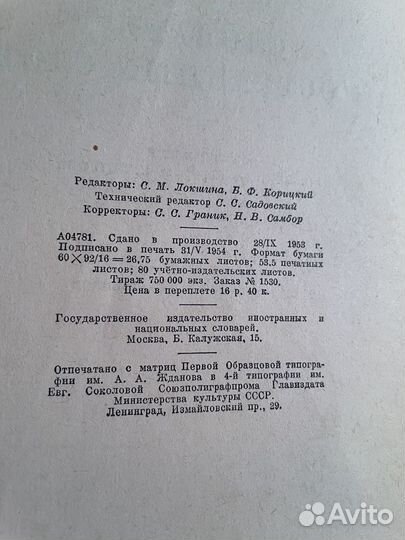 Редакторы: С. М. Локшина, Б. Ф. Корицкий
Технический редактор С. С. Садовский
Корректоры: С. С. Граник, Н. В. Самбор
А04781. Сдано в производство 28/IX 1953 г.
Подписано в печать 31/V 1954 г. Формат бумаги
60×92/16 = 26,75 бумажных листов; 53,5 печатных
листов; 80 учётно-издательских листов.
Тираж 750 000 экз. Заказ № 1530.
Цена в переплете 16 р. 40 к.
Государственное издательство иностранных и
национальных словарей.
Москва, Б. Калужская, 15.
Отпечатано с матриц Первой Образцовой типогра-
фии им. А. А. Жданова в 4-й типографии им.
Евг. Соколовой Союзполиграфпрома Главиздата
Министерства культуры СССР.
Ленинград, Измайловский пр., 29.
Avito